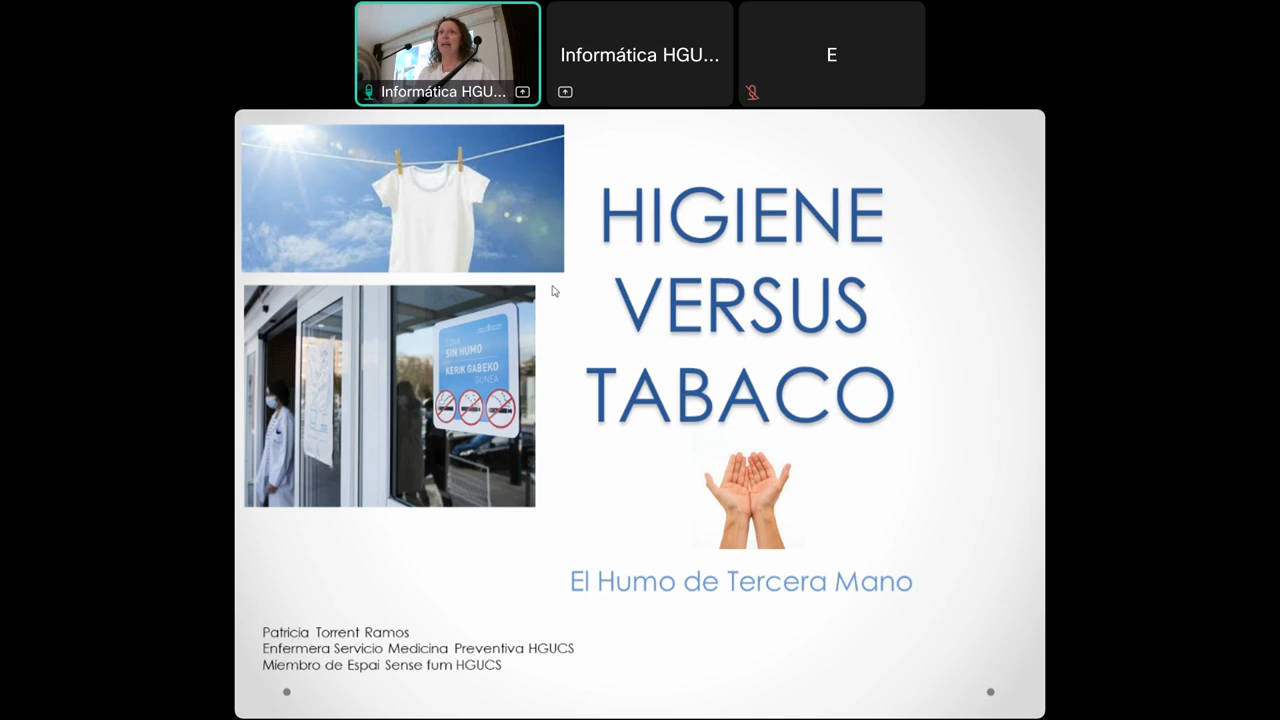 Informática HGU...
Informática HGU...
E
HIGIENE
VERSUS
TABACO
ZONA
SIN HUMO
KERIK GABEKO
GUNEA
El Humo de Tercera Mano
Patricia Torrent Ramos
Enfermera Servicio Medicina Preventiva HGUCS
Miembro de Espai Sense fum HGUCS